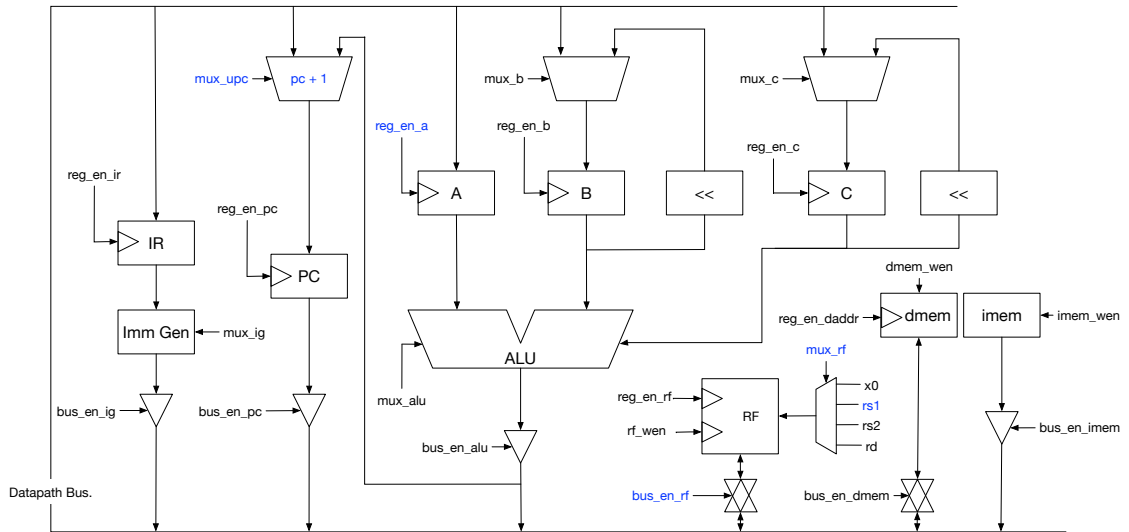 mux_upc
pc + 1
mux_b
mux_c
reg_en_a
reg_en_b
reg_en_c
reg_en_ir
A
B
<<
C
<<
reg_en_pc
IR
PC
dmem_wen
Imm Gen
mux_ig
ALU
reg_en_daddr
dmem
imem
imem_wen
mux_rf
mux_alu
x0
reg_en_rf
rs1
bus_en_ig
bus_en_pc
RF
rs2
rf_wen
bus_en_imem
rd
bus_en_alu
Datapath Bus.
bus_en_rf
bus_en_dmem